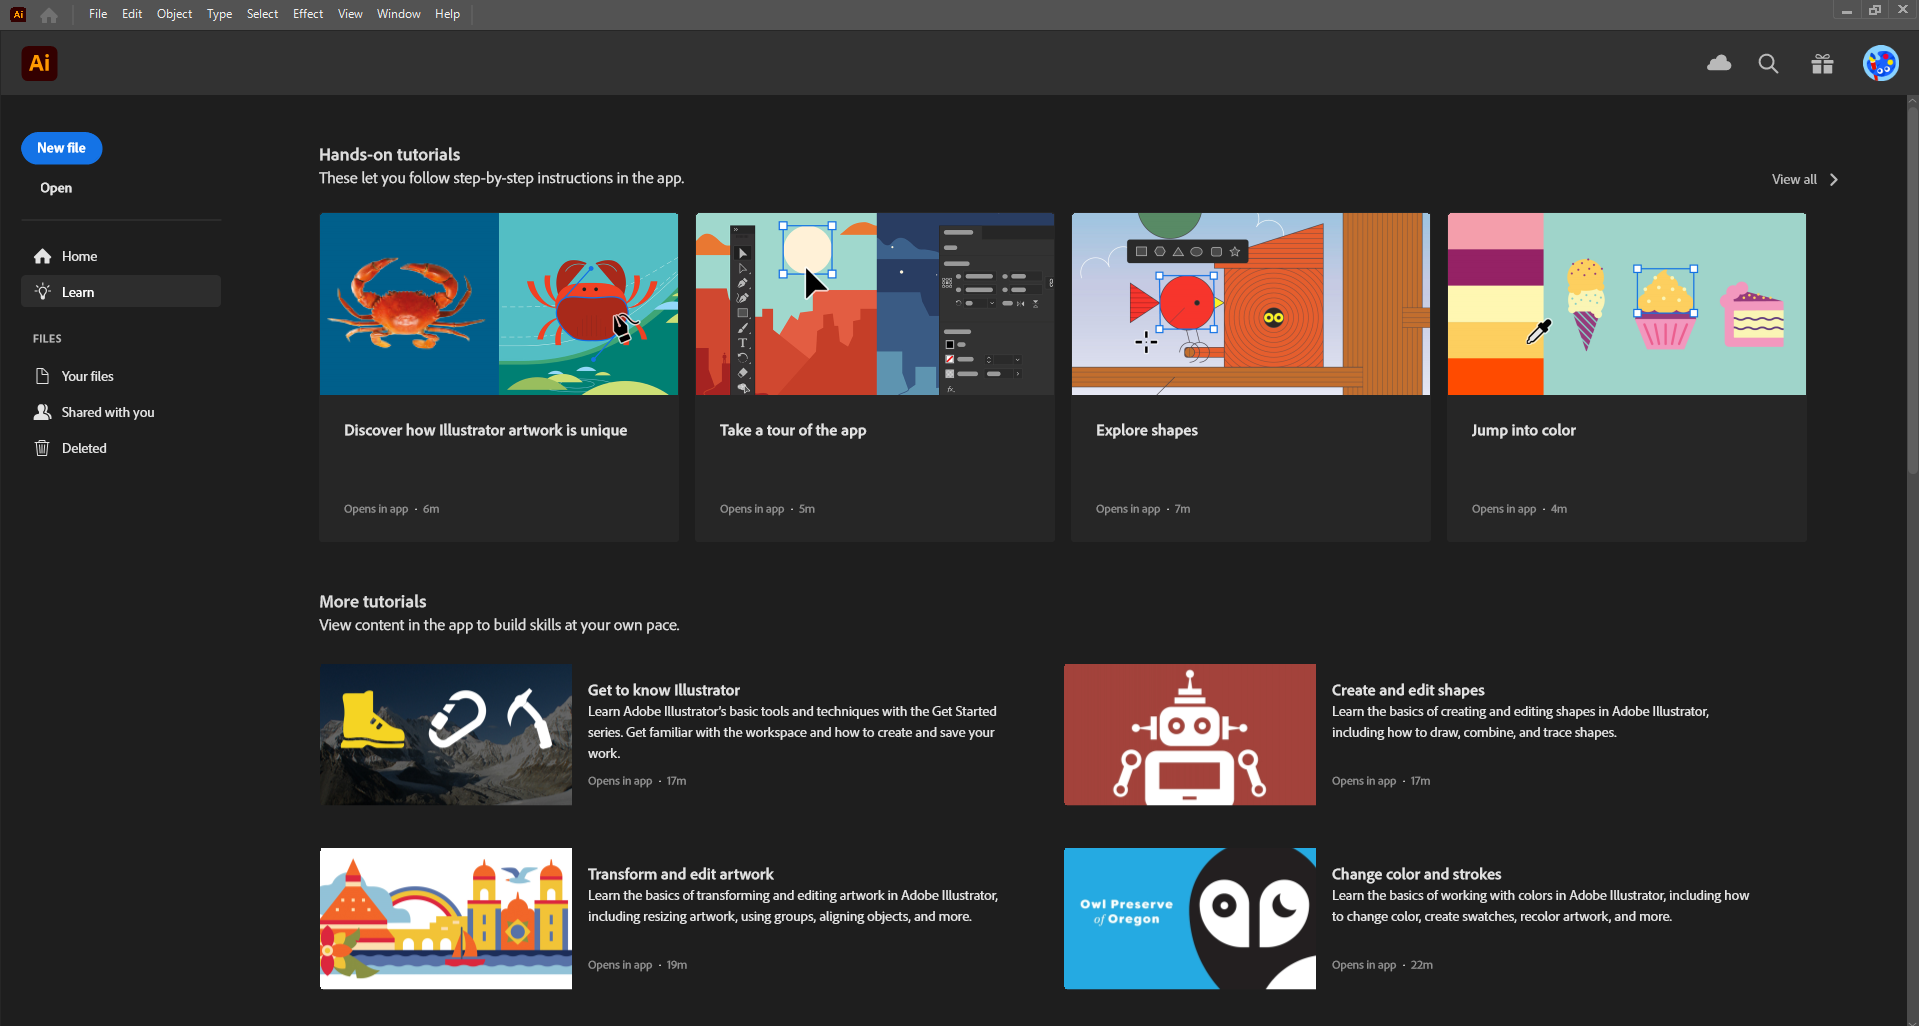 Ai
File Edit Object Type Select Effect View Window Help
Ai
New file
Open
Home
Learn
FILES
Your files
Shared with you
Deleted
Hands-on tutorials
These let you follow step-by-step instructions in the app.
View all
Discover how Illustrator artwork is unique
Opens in app · 6m
Take a tour of the app
Opens in app · 5m
Explore shapes
Opens in app · 7m
Jump into color
Opens in app · 4m
More tutorials
View content in the app to build skills at your own pace.
Get to know Illustrator
Learn Adobe Illustrator's basic tools and techniques with the Get Started
series. Get familiar with the workspace and how to create and save your
work.
Opens in app · 17m
Create and edit shapes
Learn the basics of creating and editing shapes in Adobe Illustrator,
including how to draw, combine, and trace shapes.
Opens in app · 17m
Transform and edit artwork
Learn the basics of transforming and editing artwork in Adobe Illustrator,
including resizing artwork, using groups, aligning objects, and more.
Opens in app · 19m
Owl Preserve
of Oregon
Change color and strokes
Learn the basics of working with colors in Adobe Illustrator, including how
to change color, create swatches, recolor artwork, and more.
Opens in app · 22m